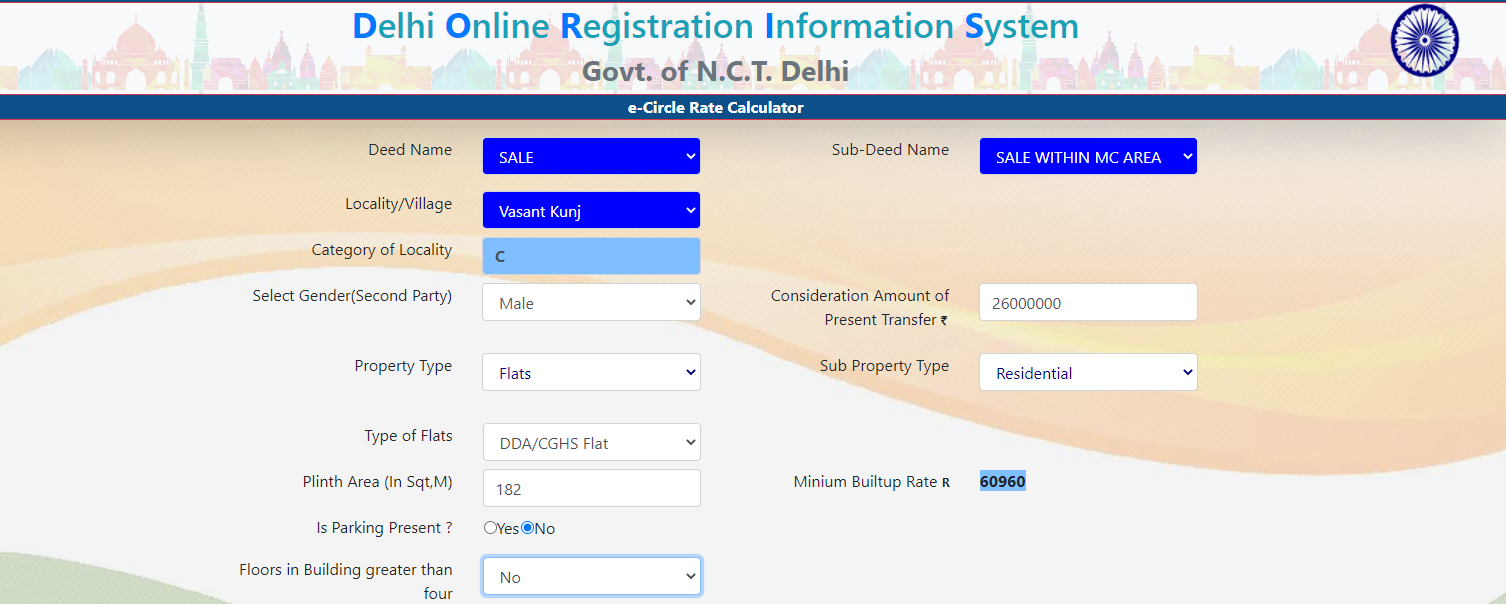 Delhi Online Registration Information System
Govt. of N.C.T. Delhi
e-Circle Rate Calculator
Deed Name SALE Sub-Deed Name SALE WITHIN MC AREA
Locality/Village Vasant Kunj
Category of Locality C
Select Gender(Second Party) Male Consideration Amount of 26000000
Present Transfer ₹
Property Type Flats Sub Property Type Residential
Type of Flats DDA/CGHS Flat
Plinth Area (In Sqt,M) 182 Minium Builtup Rate R 60960
Is Parking Present ? Yes No
Floors in Building greater than No
four